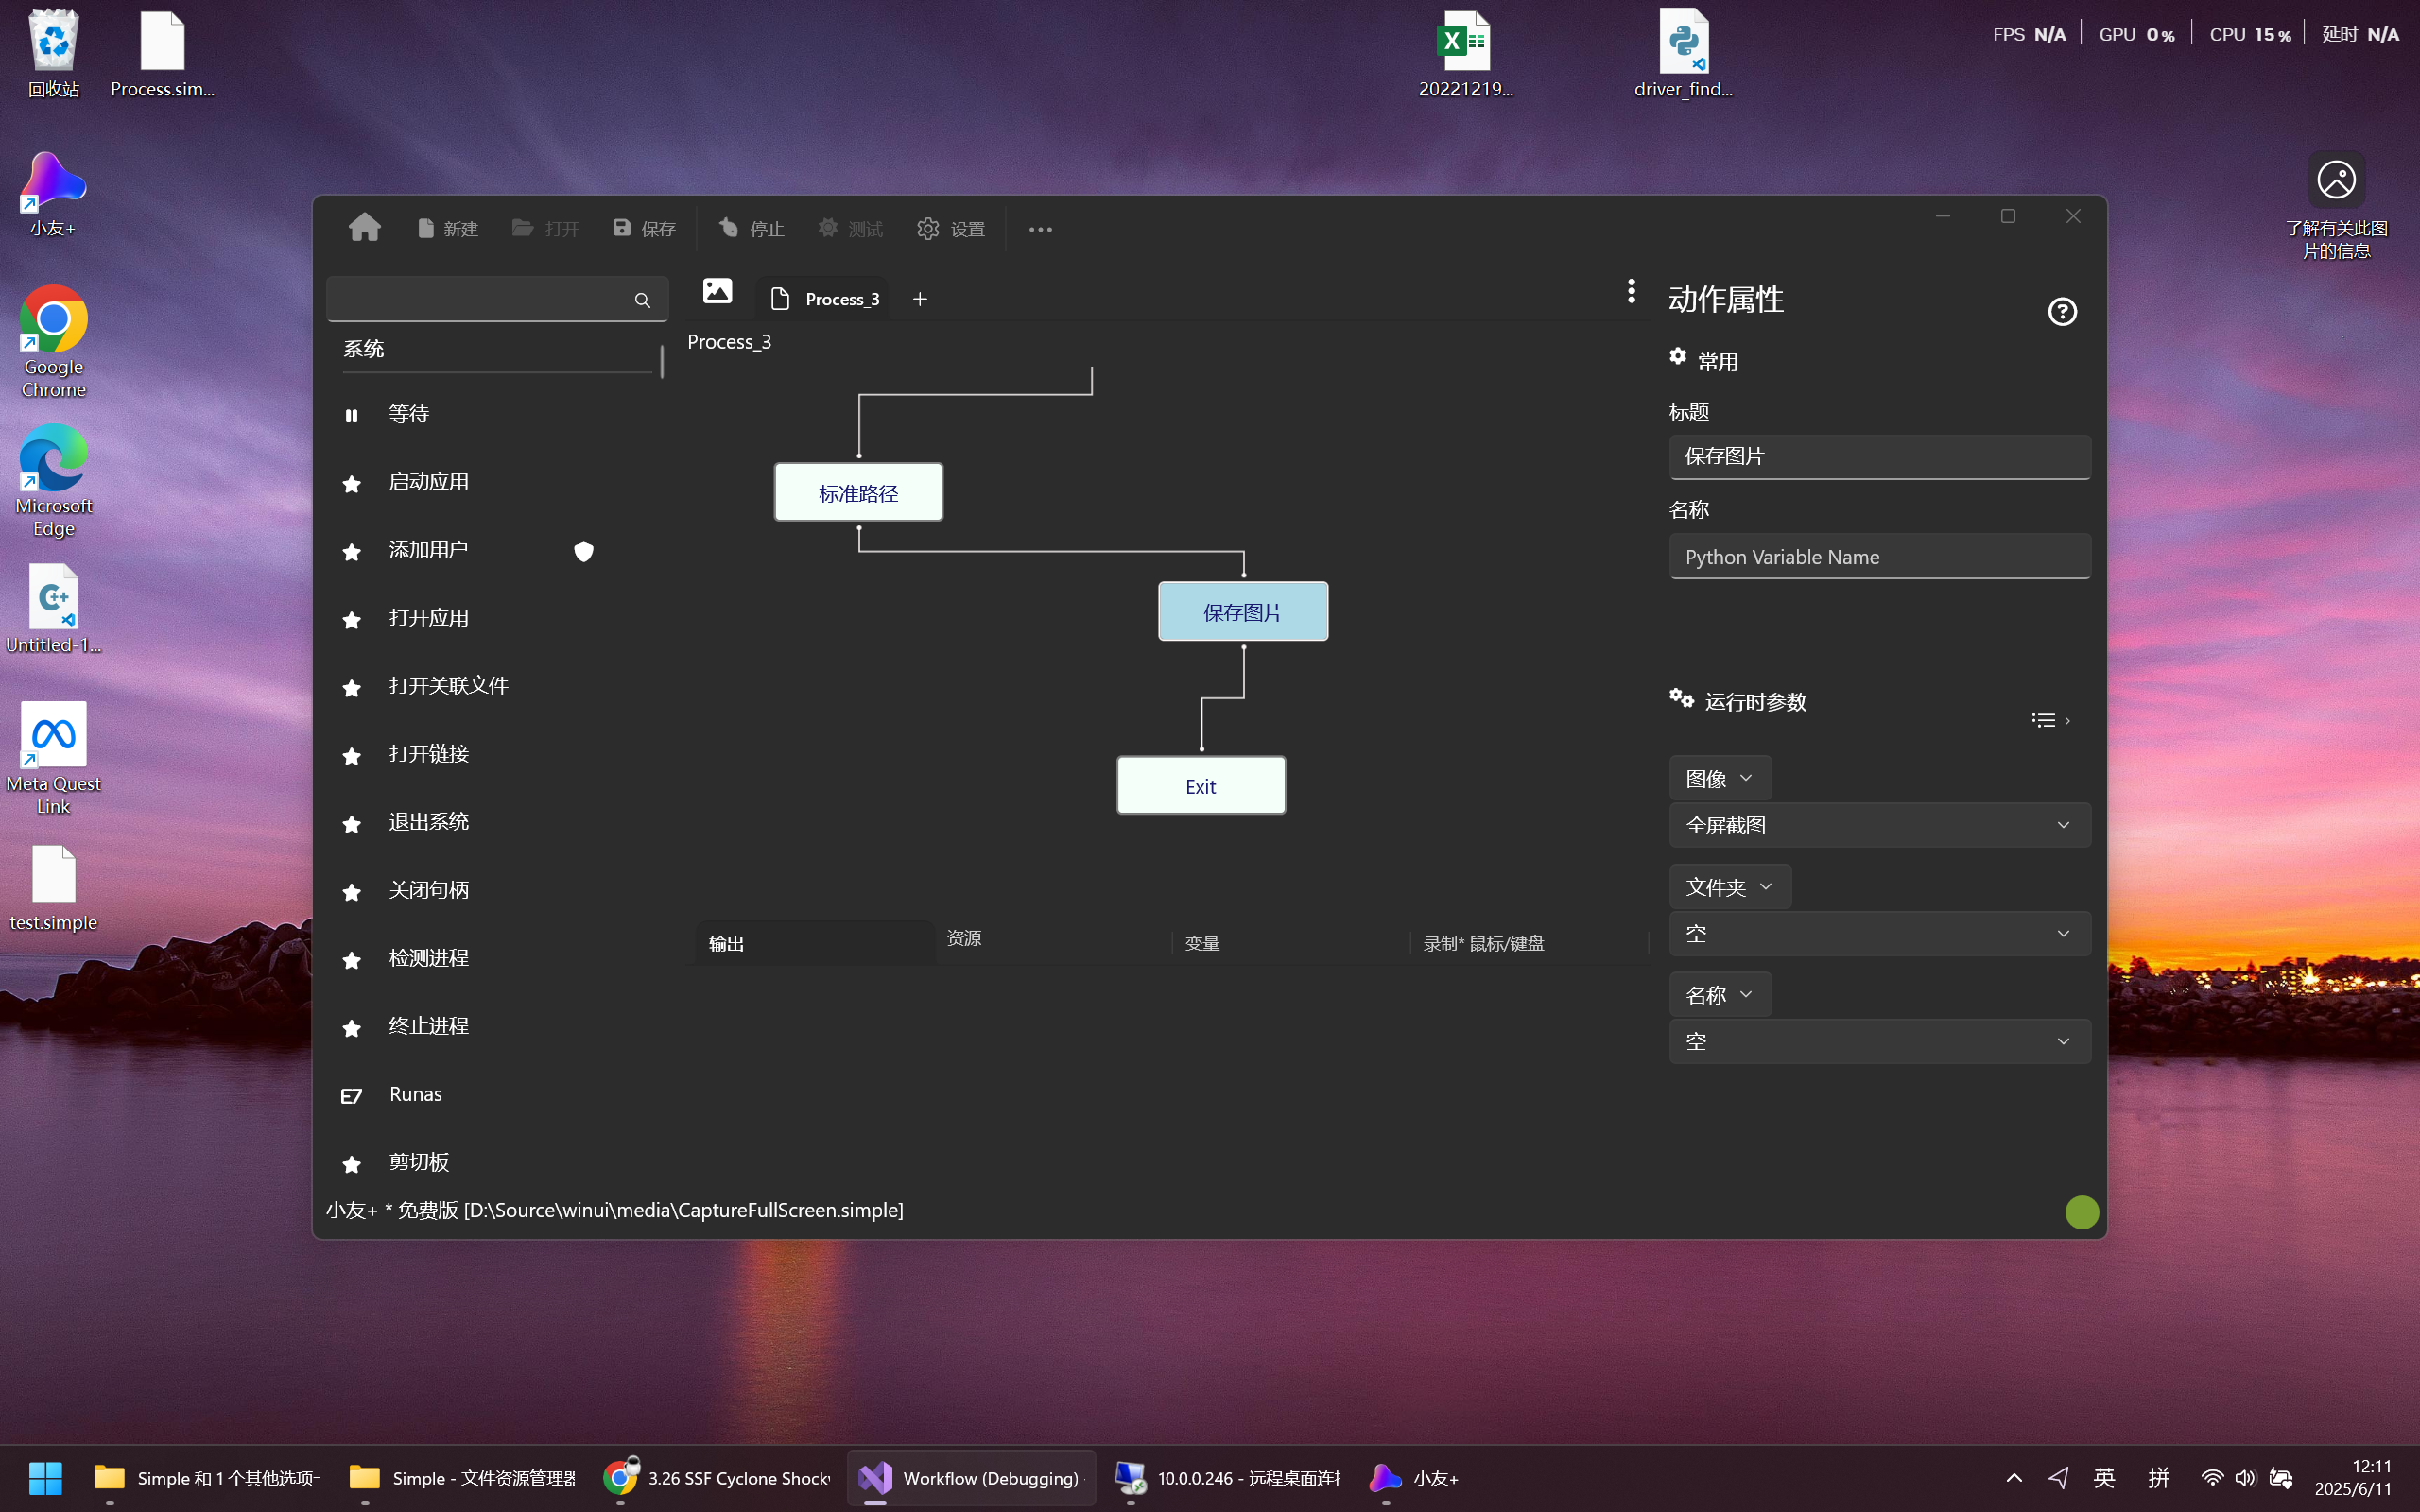 回收站
Process.sim...
20221219...
driver_find...
FPS N/A GPU 0 % CPU 15 % 延时 N/A
小友+
了解有关此图
片的信息
Google
Chrome
Microsoft
Edge
Untitled-1...
Meta Quest
Link
test.simple
新建 打开 保存 停止 测试 设置
Process_3
Process_3
系统
等待
启动应用
添加用户
打开应用
打开关联文件
打开链接
退出系统
关闭句柄
检测进程
终止进程
Runas
剪切板
标准路径
保存图片
Exit
输出 资源 变量 录制* 鼠标/键盘
动作属性
常用
标题
保存图片
名称
Python Variable Name
运行时参数
图像
全屏截图
文件夹
空
名称
空
小友+ * 免费版 [D:\Source\winui\media\CaptureFullScreen.simple]
Simple 和 1 个其他选项
Simple - 文件资源管理器
3.26 SSF Cyclone Shock
Workflow (Debugging)
10.0.0.246 - 远程桌面连接
小友+
英 拼
12:11
2025/6/11